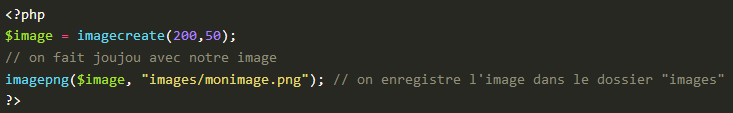 <?php
$image = imagecreate(200,50);
// on fait joujou avec notre image
imagepng($image, "images/monimage.png"); // on enregistre l'image dans le dossier "images"
?>